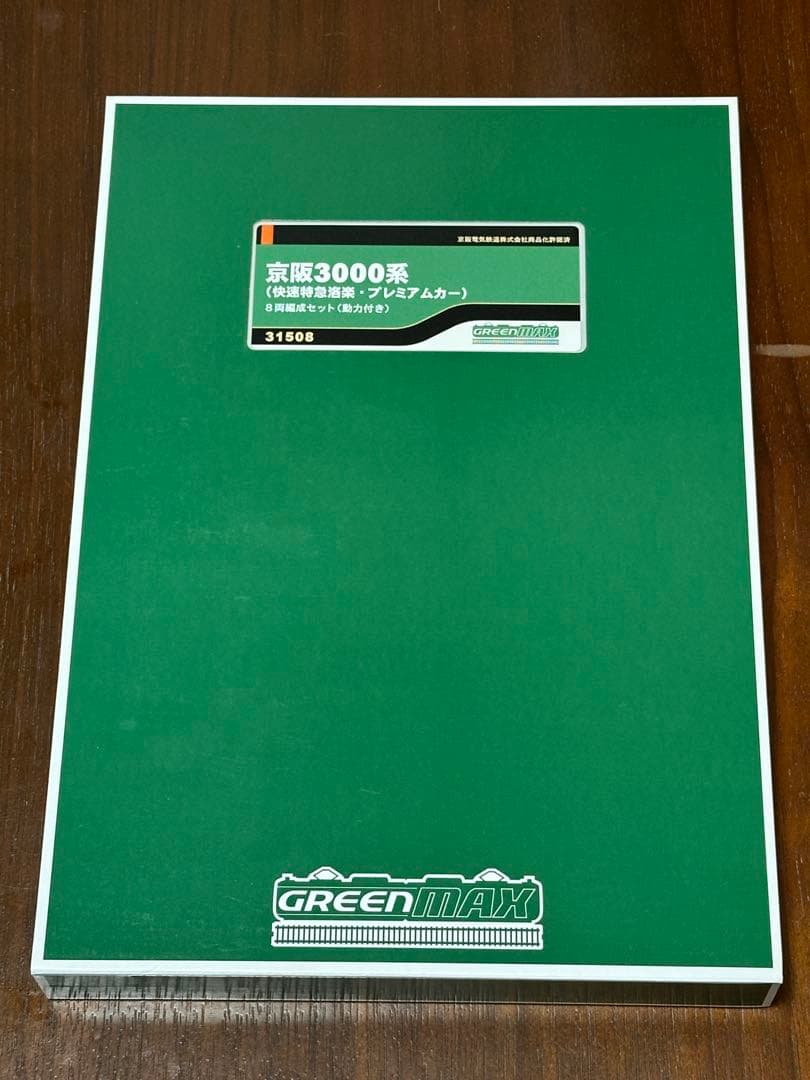 京阪電気鉄道株式会社商品化許諾済
京阪3000系
(快速特急洛楽・プレミアムカー)
8両編成セット(動力付き)
31508
GREENMAX
GREENMAX